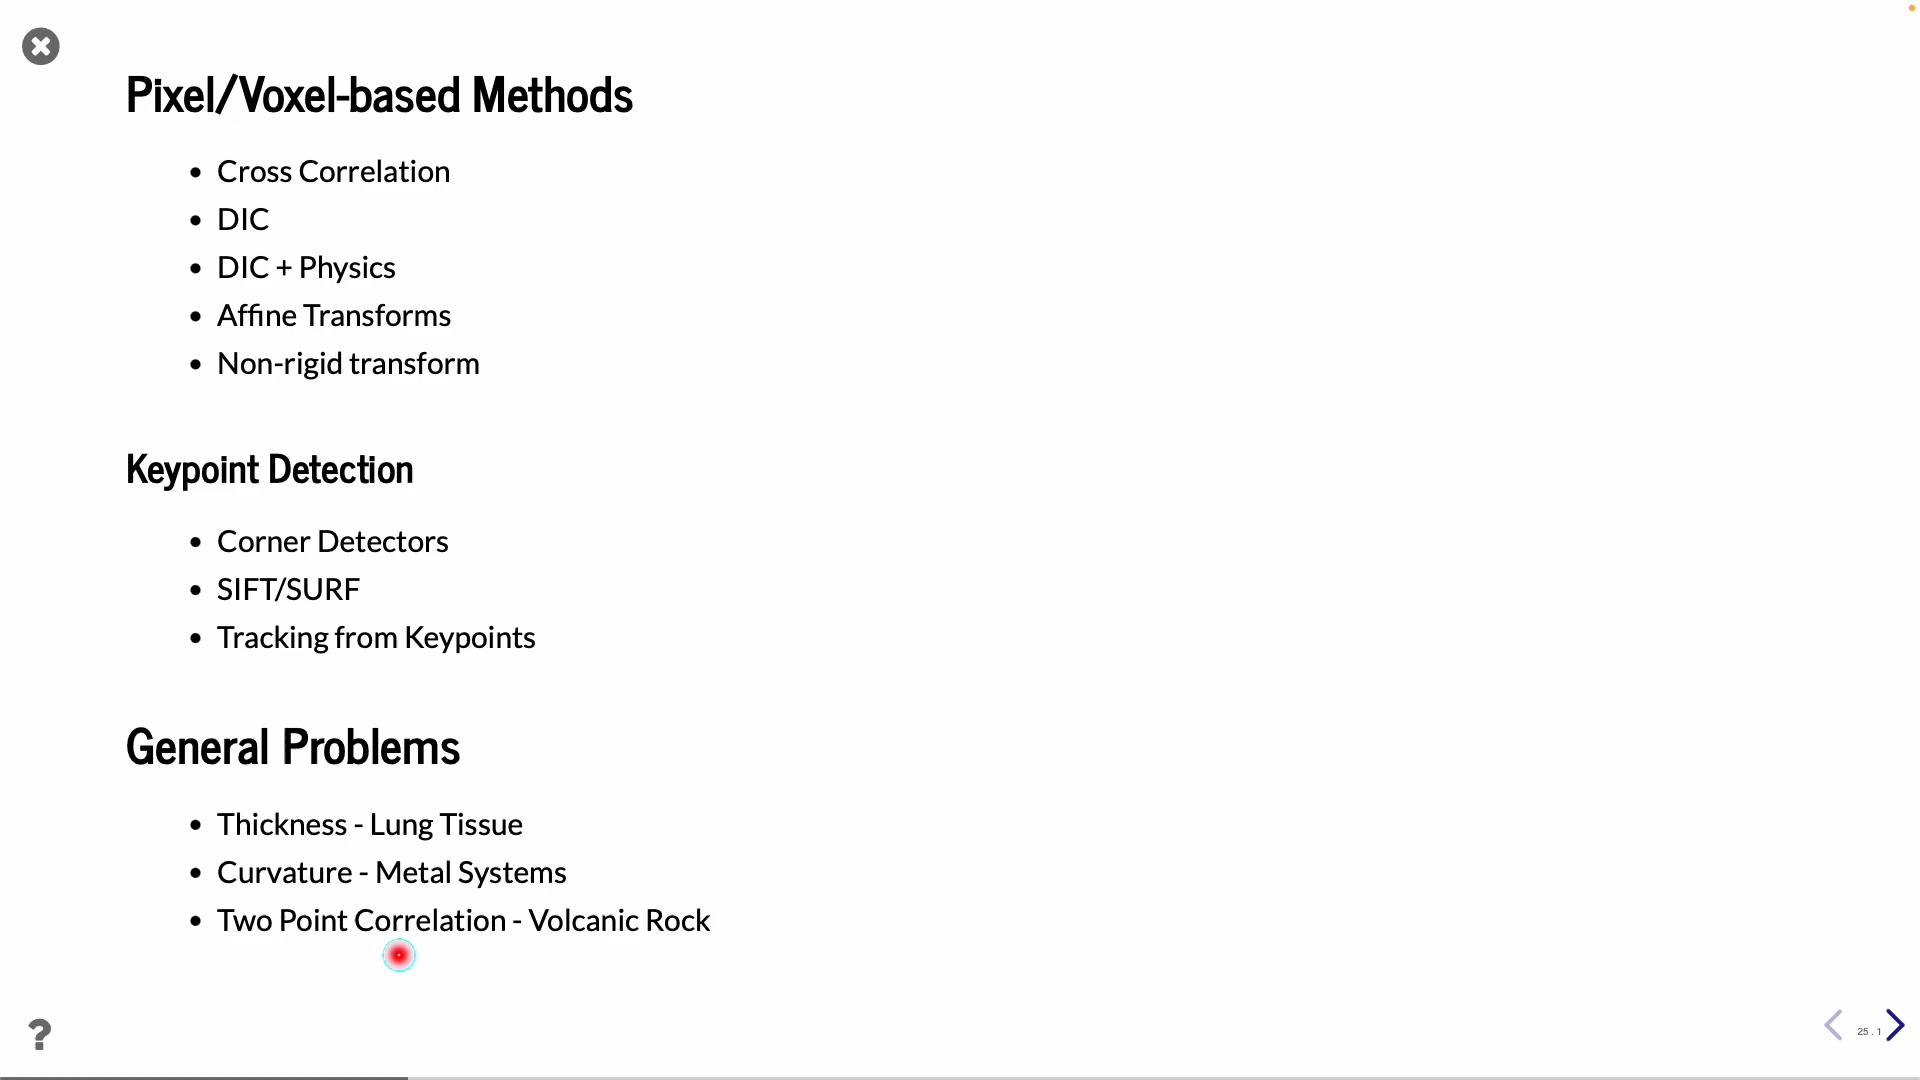 Pixel/Voxel-based Methods
• Cross Correlation
• DIC
• DIC + Physics
• Affine Transforms
• Non-rigid transform
Keypoint Detection
• Corner Detectors
• SIFT/SURF
• Tracking from Keypoints
General Problems
• Thickness - Lung Tissue
• Curvature - Metal Systems
• Two Point Correlation - Volcanic Rock
?
25 . 1